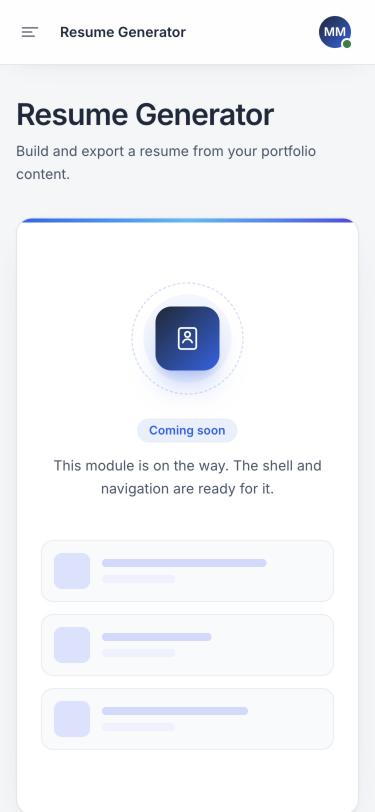 Resume Generator
MM
Resume Generator
Build and export a resume from your portfolio
content.
Coming soon
This module is on the way. The shell and
navigation are ready for it.